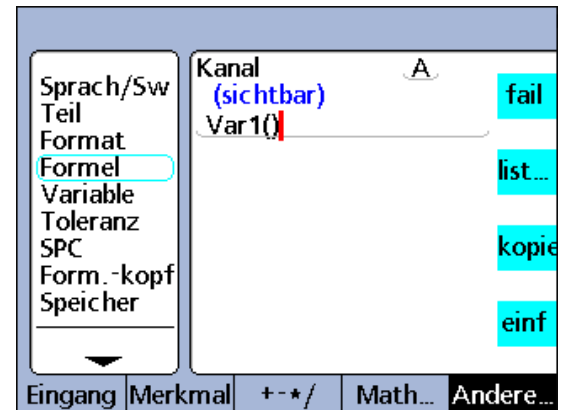 Sprach/Sw
Teil
Format
Formel
Variable
Toleranz
SPC
Form.-kopf
Speicher
Kanal A
(sichtbar)
Var1()
fail
list...
kopie
einf
Eingang Merkmal +-*/ Math... Andere...